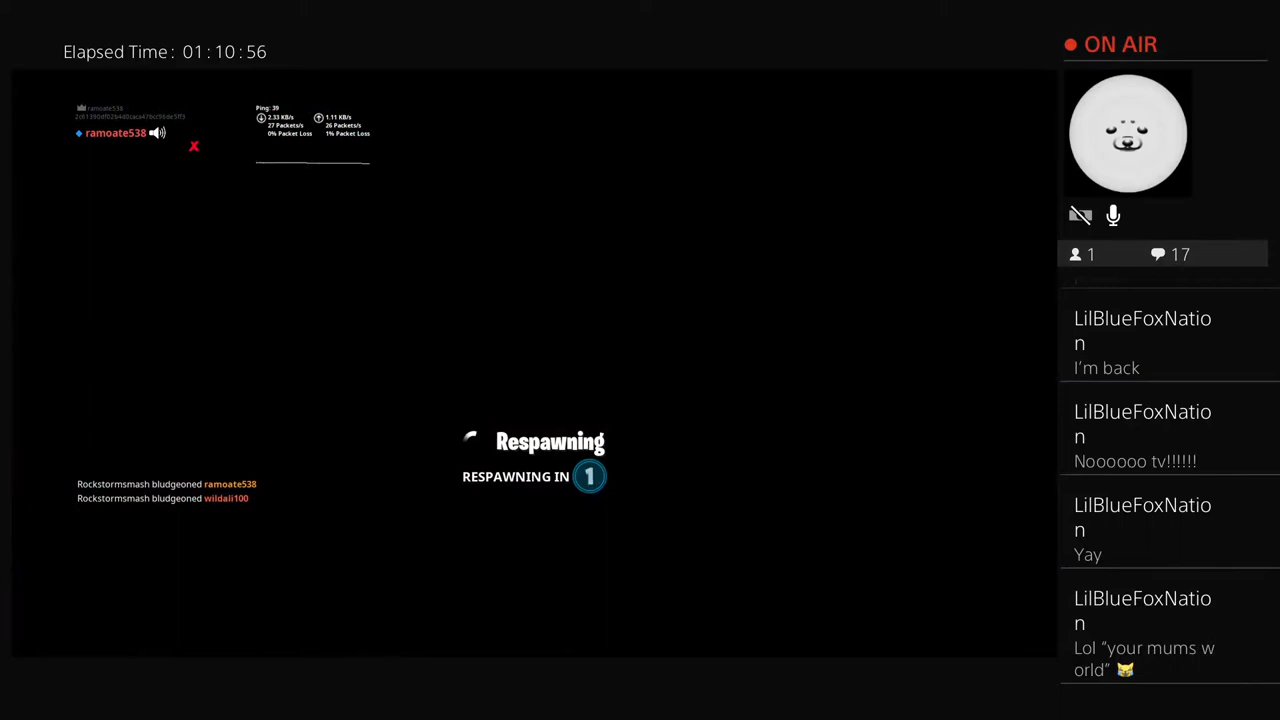 Elapsed Time: 01:10:56
ON AIR
ramoate538
ramoate538
Ping: 39
2.33 KB/s
1.11 KB/s
27 Packets/s
26 Packets/s
0% Packet Loss
1% Packet Loss
X
1
17
LilBlueFoxNatio
n
I'm back
LilBlueFoxNatio
n
Noooooo tv!!!!!!
LilBlueFoxNatio
n
Yay
LilBlueFoxNatio
n
Lol “your mums w
orld” 😹
Respawning
RESPAWNING IN 1
Rockstormsmash bludgeoned ramoate538
Rockstormsmash bludgeoned wildali100